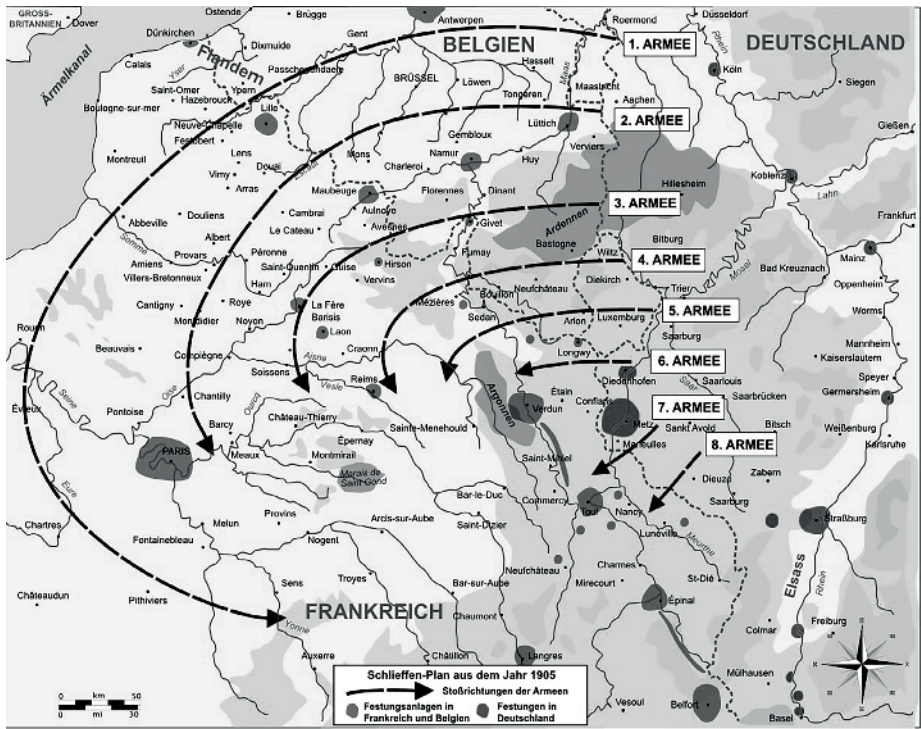 GROSS-
BRITANNIEN
Dover
Ostende
Brügge
Antwerpen
Roermond
Düsseldorf
Dünkirchen
Gent
1. ARMEE
Rhein
DEUTSCHLAND
Ärmelkanal
Calais
Dixmuide
BELGIEN
Flandern
Yser
Passchendaele
Hasselt
Maas
Köln
BRÜSSEL
Löwen
Maastricht
Siegen
Saint-Omer
Ypern
Tongeren
Aachen
Boulogne-sur-mer
Hazebrouck
Lille
2. ARMEE
Gießen
Neuve-Chapelle
Lüttich
Festubert
Gembloux
Verviers
Montreuil
Lens
Mons
Namur
Huy
Douai
Charleroi
Koblenz
Vimy
Arras
Maubeuge
Florennes
Dinant
Hillesheim
Lahn
Aulnoye
3. ARMEE
Frankfurt
Abbeville
Doullens
Cambrai
Avesnes
Givet
Ardennen
Le Cateau
Albert
Fumay
Bastogne
Wiltz
Bitburg
Mainz
Somme
Provars
Péronne
4. ARMEE
Mosel
Bad Kreuznach
Amiens
Saint-Quentin
Guise
Hirson
Villers-Bretonneux
Ham
Vervins
Neufchâteau
Diekirch
Trier
Oppenheim
Cantigny
Roye
La Fère
Mézières
Bouillon
Worms
Montdidier
Noyon
Barisis
Sedan
Arlon
Luxemburg
5. ARMEE
Rouen
Laon
Saarburg
Mannheim
Beauvais
Compiègne
Aisne
Craonn
Longwy
Kaiserslautern
Soissons
6. ARMEE
Vesle
Reims
Diedenhofen
Saar
Saarlouis
Speyer
Seine
Oise
Chantilly
Étain
Saarbrücken
Germersheim
Évreux
Pontoise
Ourcq
Argonnen
Verdun
Conflans
7. ARMEE
Barcy
Château-Thierry
Sainte-Menehould
Metz
Sankt Avold
Bitsch
Weißenburg
PARIS
Meaux
Épernay
Marieulles
8. ARMEE
Karlsruhe
Montmirail
Saint-Mihiel
Marais de
Saint Gond
Dieuze
Zabern
Eure
Bar-le-Duc
Commercy
Saarburg
Chartres
Melun
Provins
Arcis-sur-Aube
Saint-Dizier
Toul
Nancy
Straßburg
Fontainebleau
Nogent
Lunéville
Meurthe
Elsass
Neufchâteau
Charmes
Châteaudun
Pithiviers
Sens
Troyes
Bar-sur-Aube
Mirecourt
St-Dié
Rhein
FRANKREICH
Chaumont
Épinal
Yonne
Colmar
Freiburg
Auxerre
Châtillon
Langres
Schlieffen-Plan aus dem Jahr 1905
Mülhausen
Stoßrichtungen der Armeen
0 km 50
0 mi 30
Festungsanlagen in
Frankreich und Belgien
Festungen in
Deutschland
Vesoul
Belfort
Basel